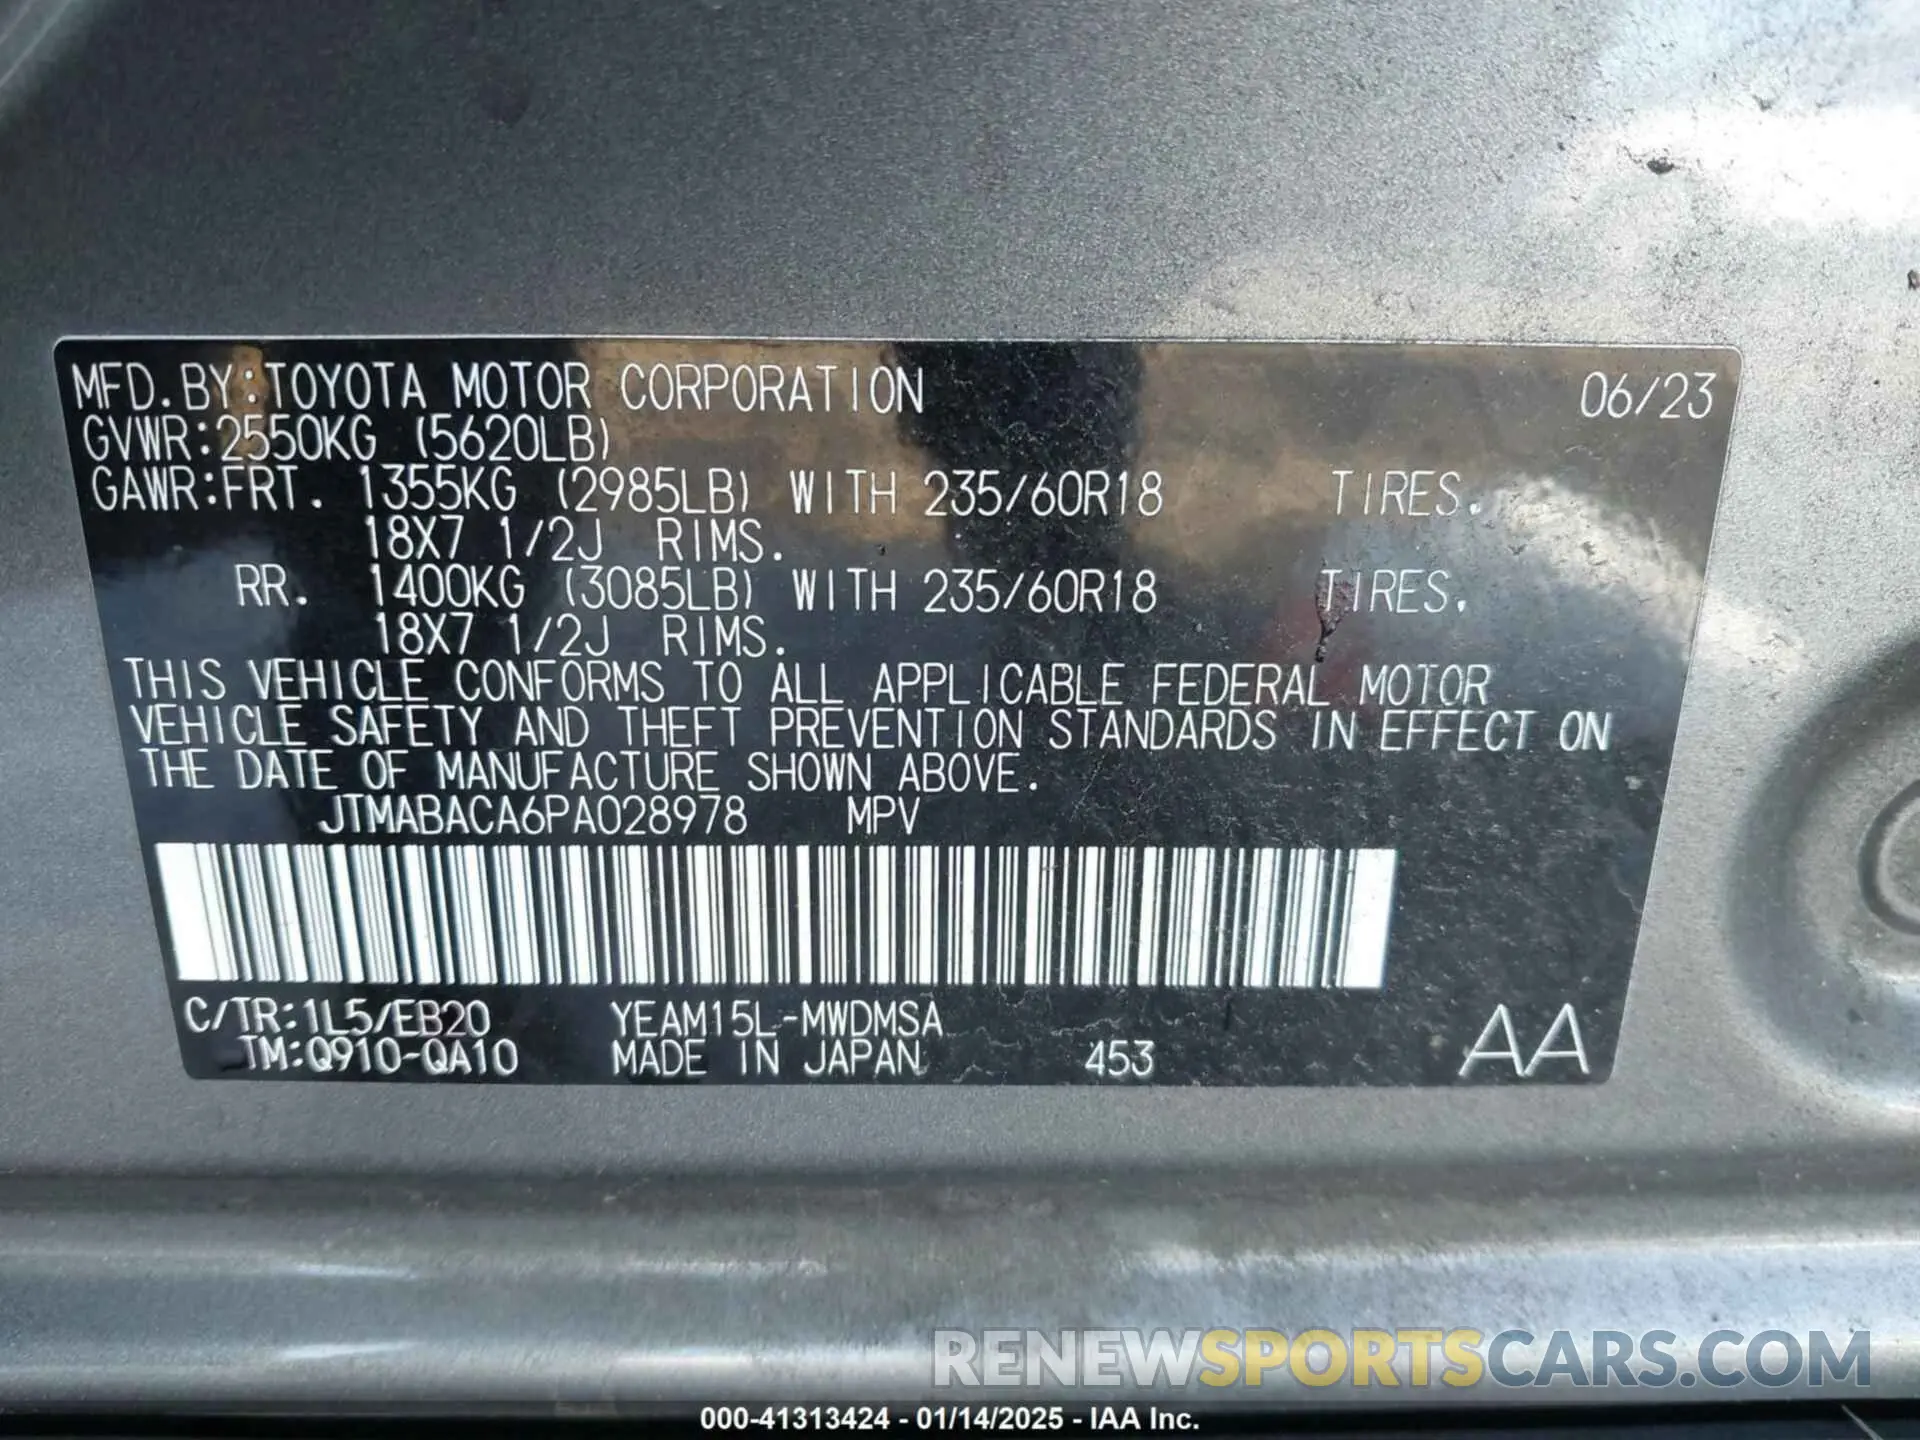 MFD.BY:TOYOTA MOTOR CORPORATION 06/23
GVWR:2550KG (5620LB)
GAWR:FRT. 1355KG (2985LB) WITH 235/60R18 TIRES.
18X7 1/2J RIMS.
RR. 1400KG (3085LB) WITH 235/60R18 TIRES.
18X7 1/2J RIMS.
THIS VEHICLE CONFORMS TO ALL APPLICABLE FEDERAL MOTOR
VEHICLE SAFETY AND THEFT PREVENTION STANDARDS IN EFFECT ON
THE DATE OF MANUFACTURE SHOWN ABOVE.
JTMABACA6PA028978 MPV
C/TR:1L5/EB20 YEAM15L-MWDMSA
TM:Q910-QA10 MADE IN JAPAN 453 AA
RENEWSPORTSCARS.COM
000-41313424 - 01/14/2025 - IAA Inc.